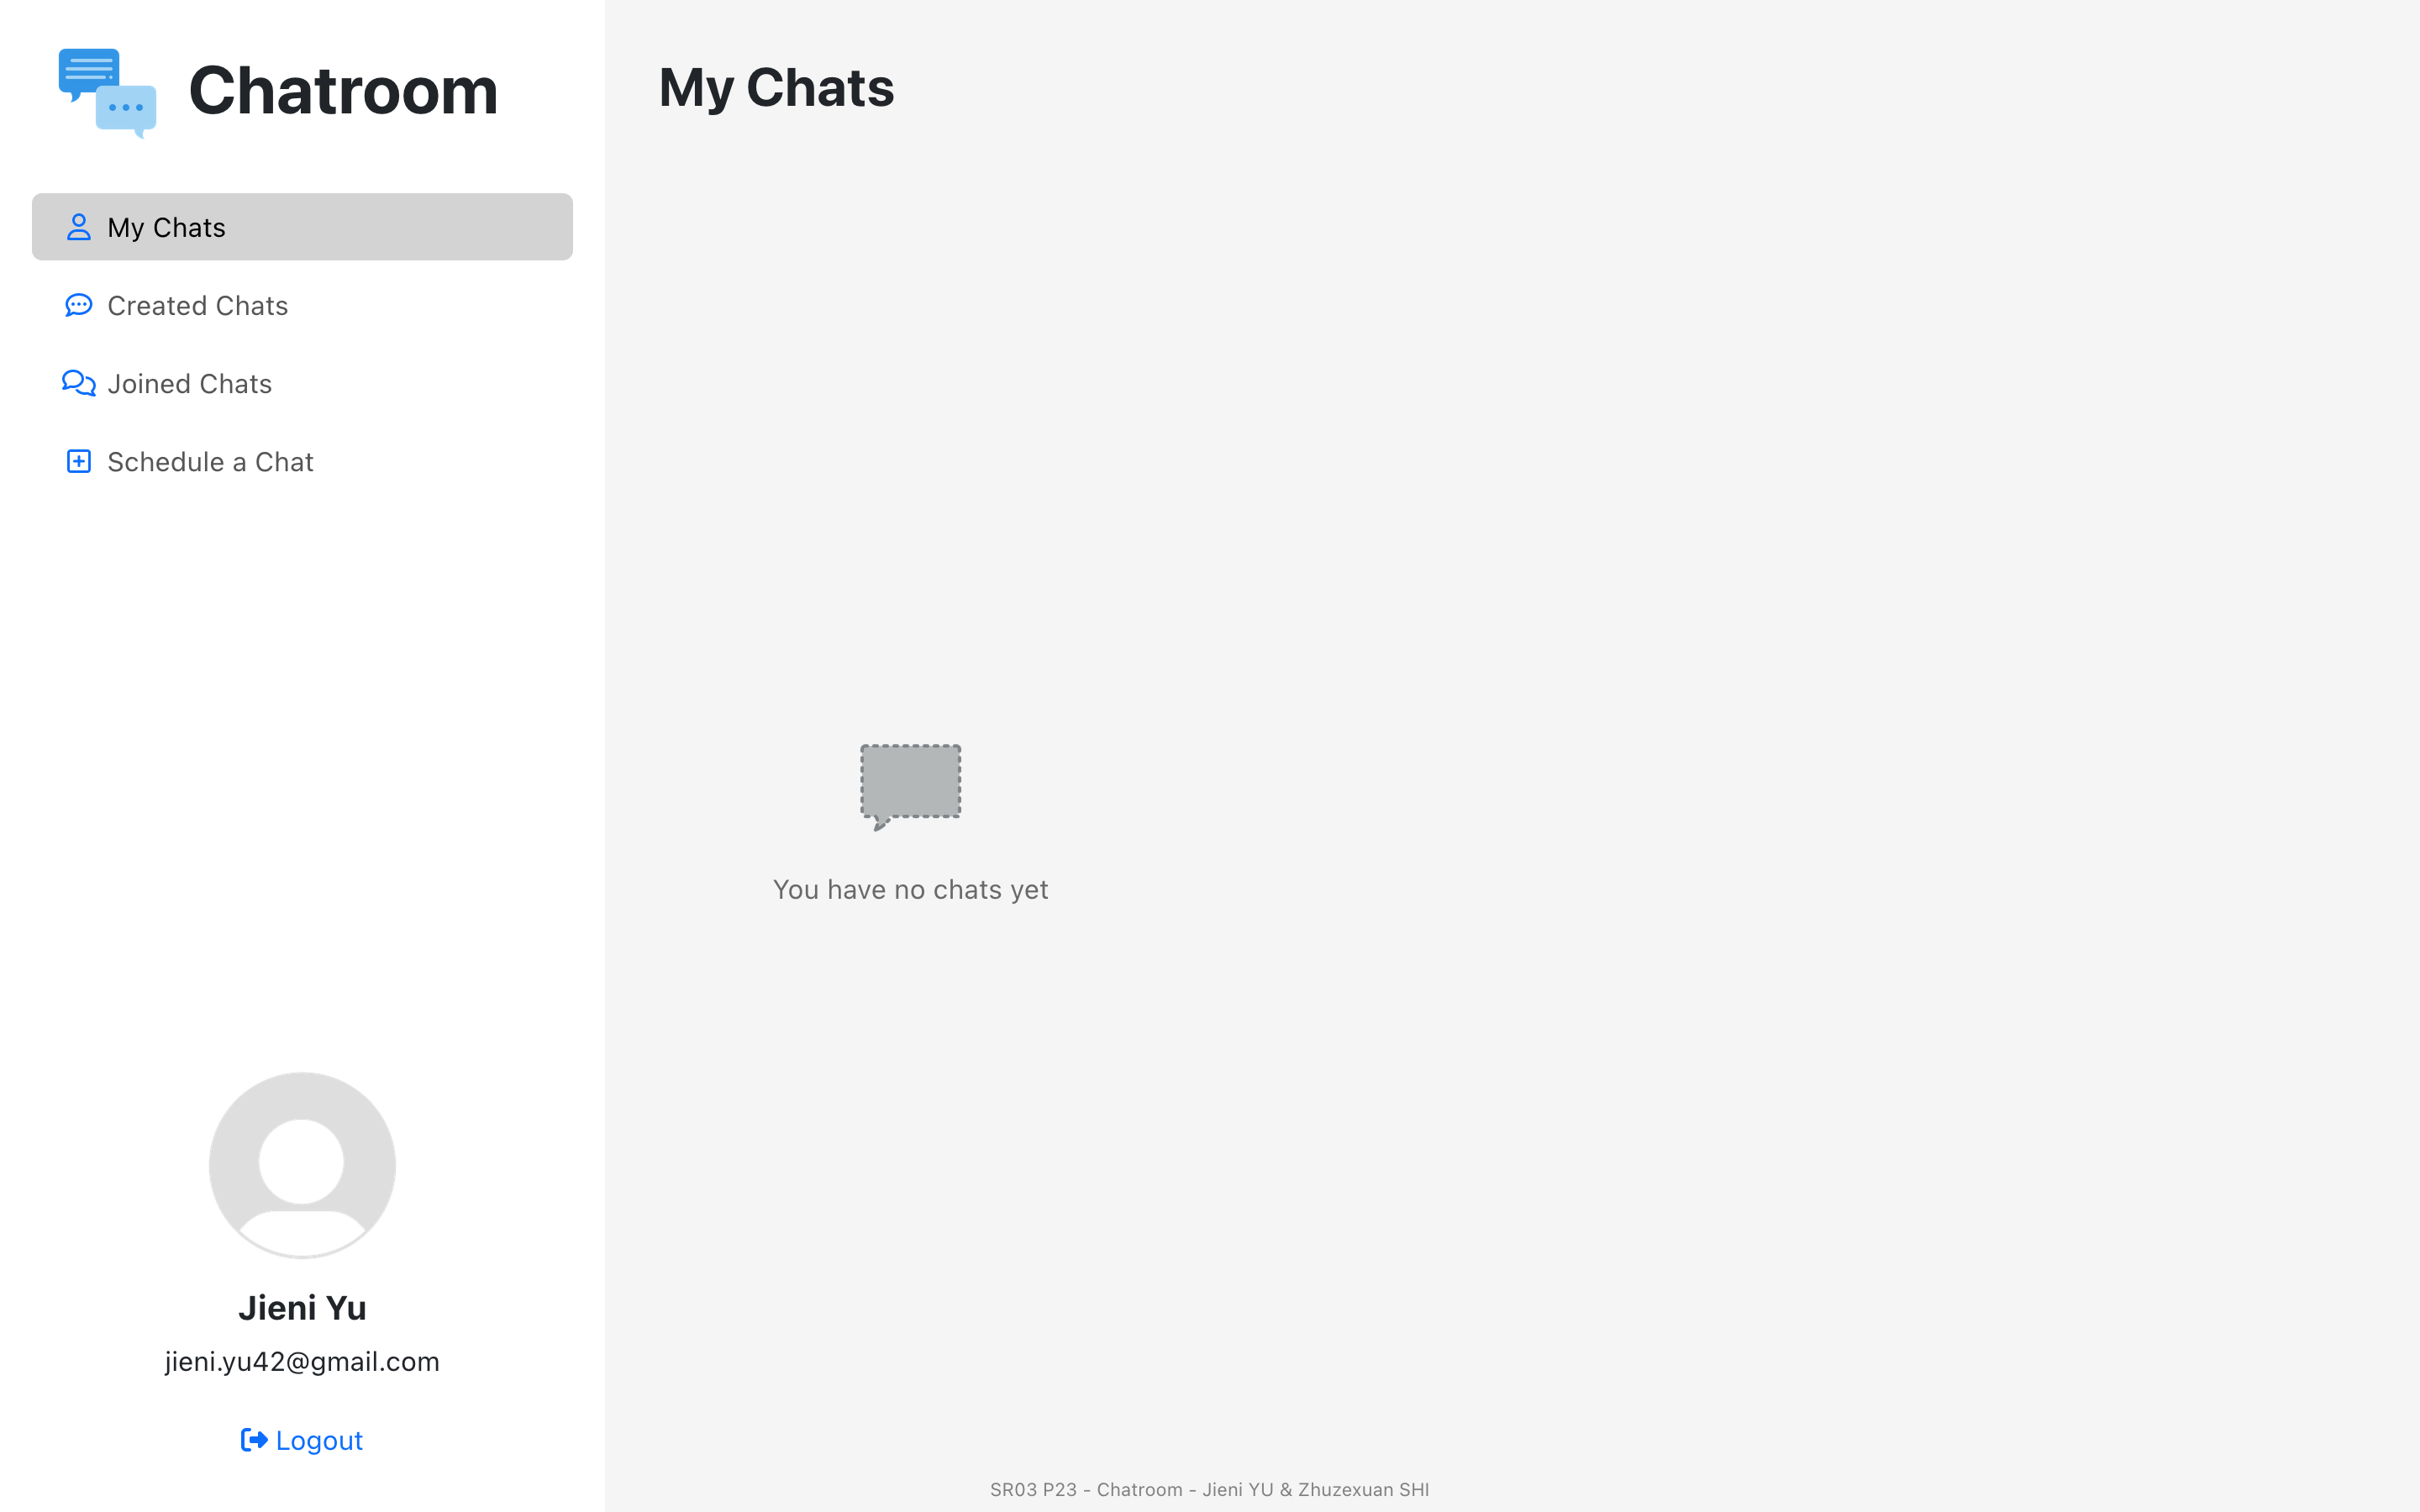 Chatroom
My Chats
Created Chats
Joined Chats
Schedule a Chat
Jieni Yu
jieni.yu42@gmail.com
Logout
My Chats
You have no chats yet
SR03 P23 - Chatroom - Jieni YU & Zhuzexuan SHI